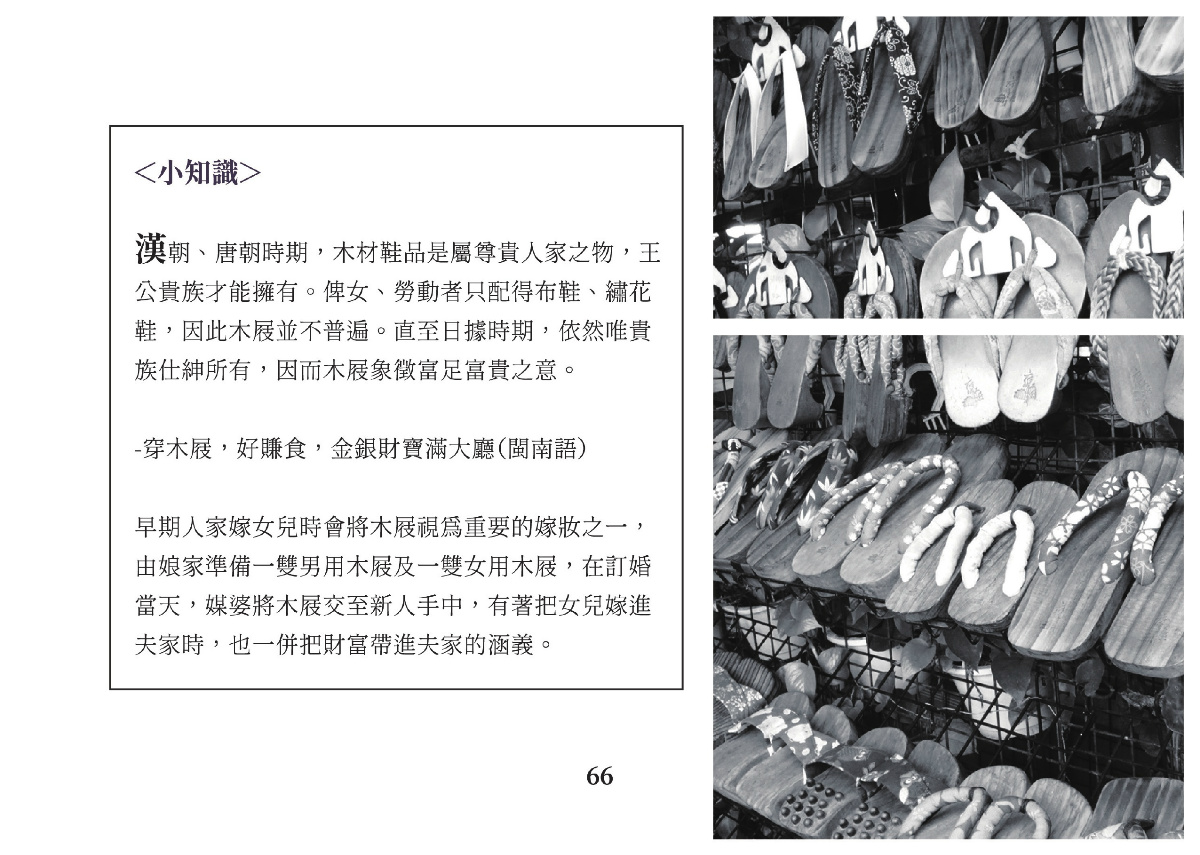 ＜小知識＞
漢朝、唐朝時期，木材鞋品是屬尊貴人家之物，王
公貴族才能擁有。俾女、勞動者只配得布鞋、繡花
鞋，因此木屐並不普遍。直至日據時期，依然唯貴
族仕紳所有，因而木屐象徵富足富貴之意。
-穿木屐，好賺食，金銀財寶滿大廳(閩南語)
早期人家嫁女兒時會將木屐視為重要的嫁妝之一，
由娘家準備一雙男用木屐及一雙女用木屐，在訂婚
當天，媒婆將木屐交至新人手中，有著把女兒嫁進
夫家時，也一併把財富帶進夫家的涵義。
66